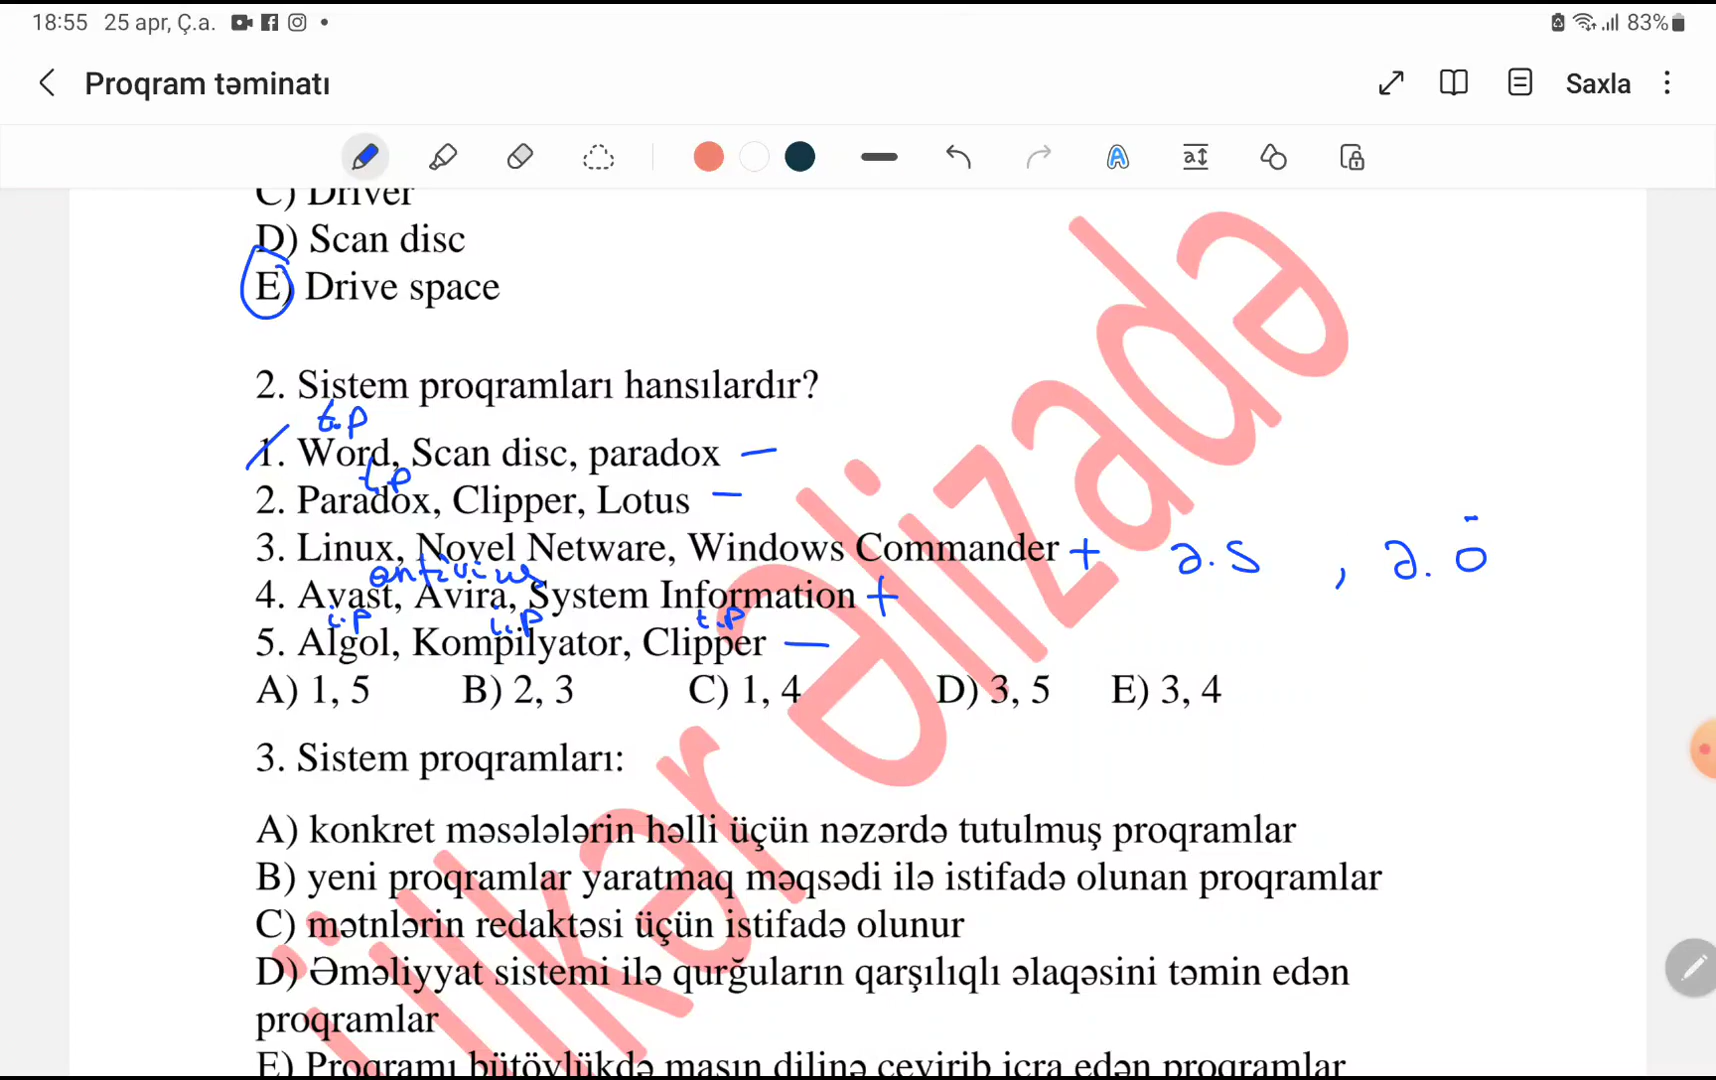 18:55 25 apr, Ç.a. 83%
Proqram təminatı Saxla
C) Driver
D) Scan disc
E) Drive space
2. Sistem proqramları hansılardır?
t.p
1. Word, Scan disc, paradox —
t.p
2. Paradox, Clipper, Lotus —
3. Linux, Novel Netware, Windows Commander + ə.s , ə.ö
antivirus
4. Avast, Avira, System Information +
i.p i.p t.p
5. Algol, Kompilyator, Clipper —
A) 1, 5 B) 2, 3 C) 1, 4 D) 3, 5 E) 3, 4
3. Sistem proqramları:
A) konkret məsələlərin həlli üçün nəzərdə tutulmuş proqramlar
B) yeni proqramlar yaratmaq məqsədi ilə istifadə olunan proqramlar
C) mətnlərin redaktəsi üçün istifadə olunur
D) Əməliyyat sistemi ilə qurğuların qarşılıqlı əlaqəsini təmin edən
proqramlar
E) Proqramı bütövlükdə maşın dilinə çevirib icra edən proqramlar
ülkər əlizadə